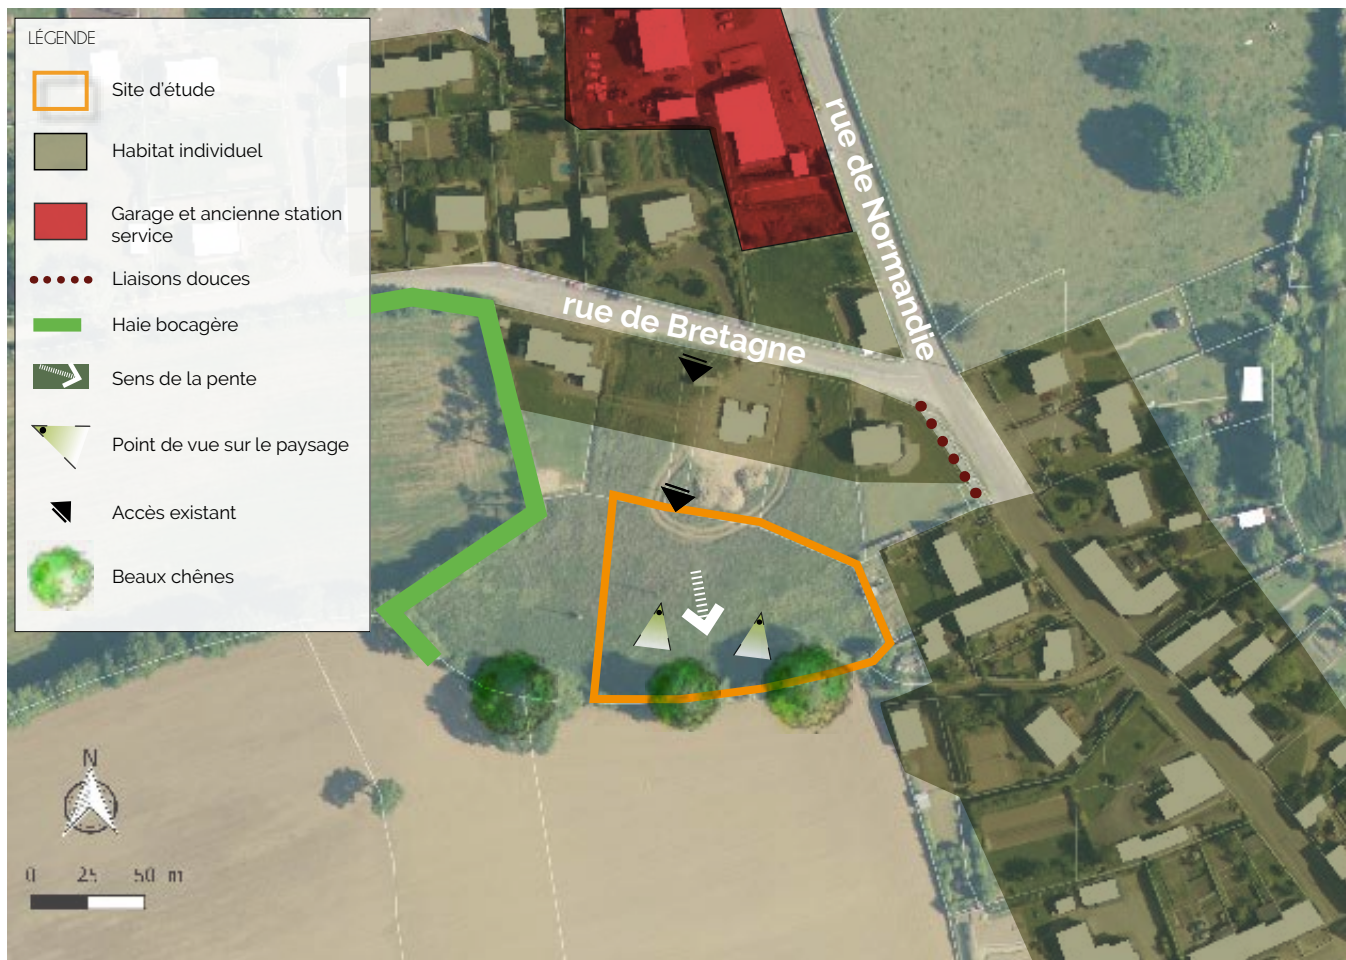 LÉGENDE
Site d'étude
Habitat individuel
Garage et ancienne station
service
Liaisons douces
Haie bocagère
Sens de la pente
Point de vue sur le paysage
Accès existant
Beaux chênes
rue de Normandie
rue de Bretagne
N
0 25 50 m